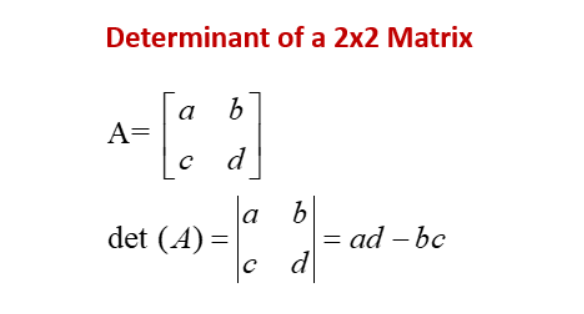 Determinant of a 2x2 Matrix
a b
A=
c d
a b
det (A) = = ad – bc
c d